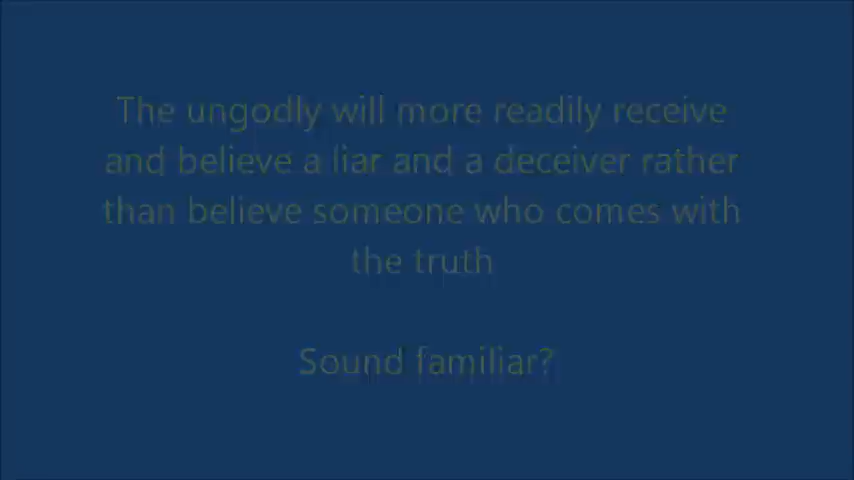 The ungodly will more readily receive
and believe a liar and a deceiver rather
than believe someone who comes with
the truth
Sound familiar?